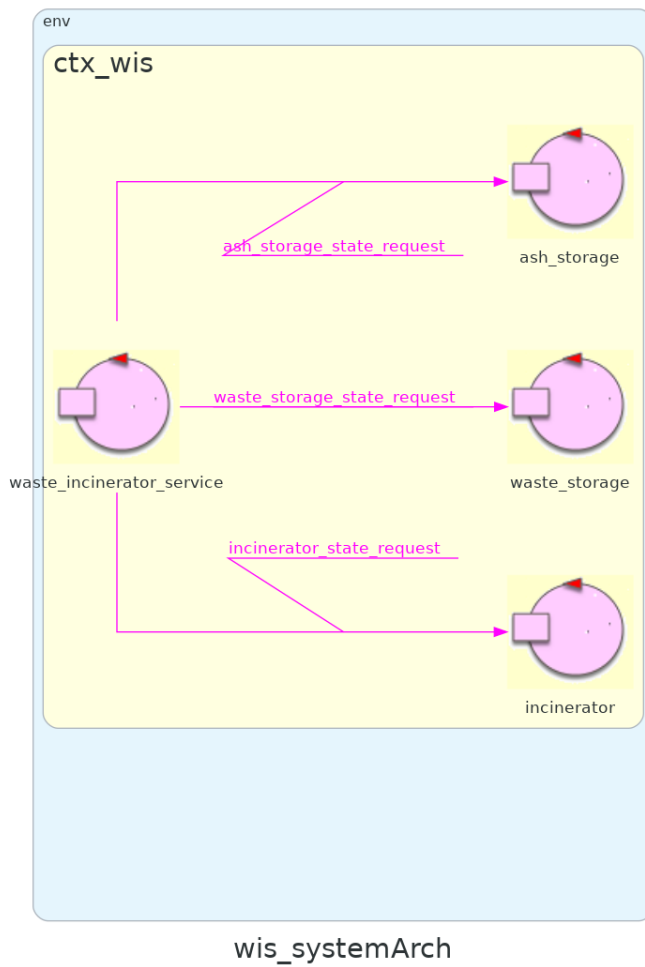 env
ctx_wis
ash_storage_state_request
ash_storage
waste_storage_state_request
waste_incinerator_service
waste_storage
incinerator_state_request
incinerator
wis_systemArch